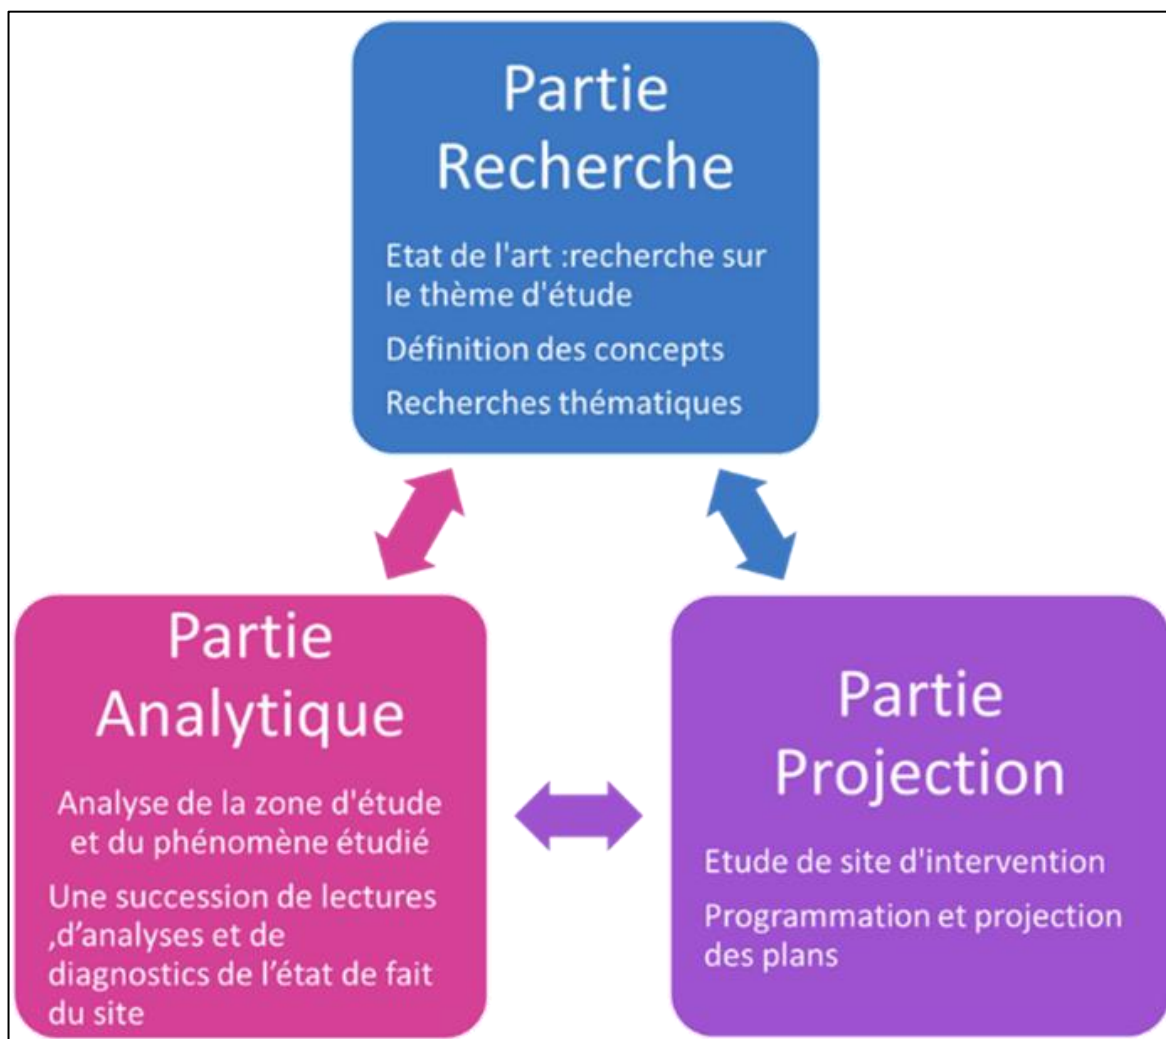 Partie
Recherche
Etat de l'art :recherche sur
le thème d'étude
Définition des concepts
Recherches thématiques
Partie
Analytique
Analyse de la zone d'étude
et du phénomène étudié
Une succession de lectures
,d’analyses et de
diagnostics de l’état de fait
du site
Partie
Projection
Etude de site d'intervention
Programmation et projection
des plans